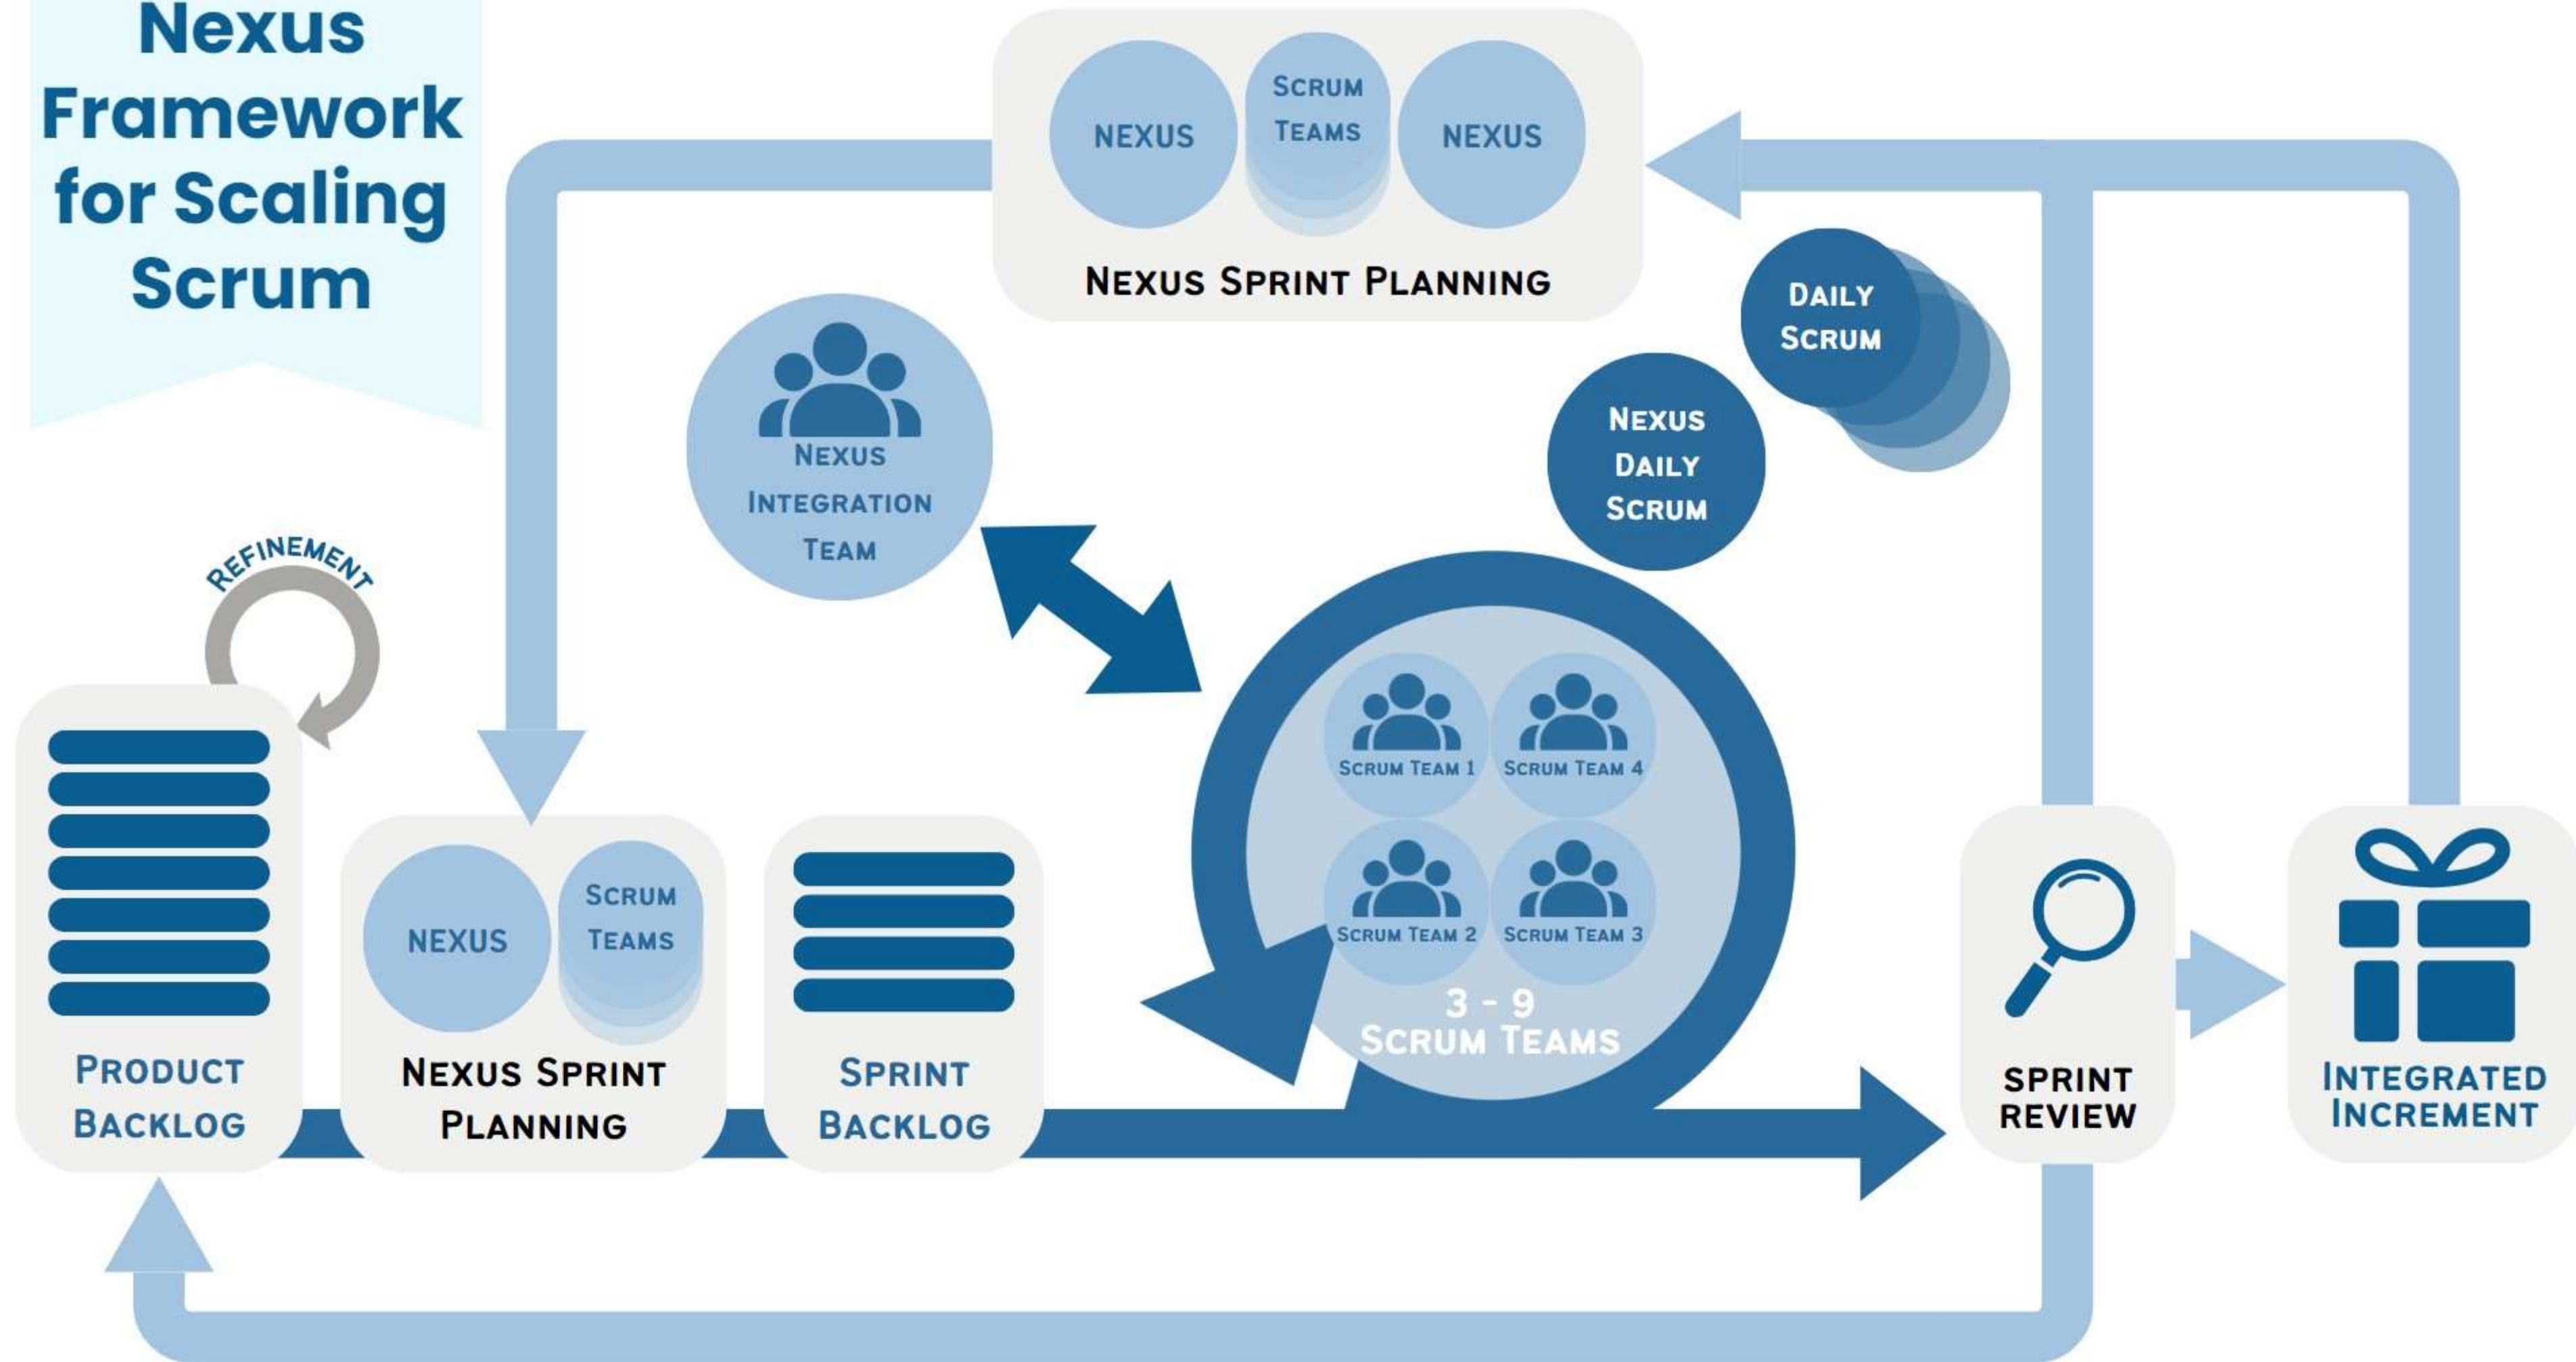 Nexus
Framework
for Scaling
Scrum
NEXUS
SCRUM
TEAMS
NEXUS
NEXUS SPRINT PLANNING
DAILY
SCRUM
NEXUS
DAILY
SCRUM
NEXUS
INTEGRATION
TEAM
REFINEMENT
SCRUM TEAM 1
SCRUM TEAM 4
SCRUM TEAM 2
SCRUM TEAM 3
3 - 9
SCRUM TEAMS
PRODUCT
BACKLOG
NEXUS
SCRUM
TEAMS
NEXUS SPRINT
PLANNING
SPRINT
BACKLOG
SPRINT
REVIEW
INTEGRATED
INCREMENT